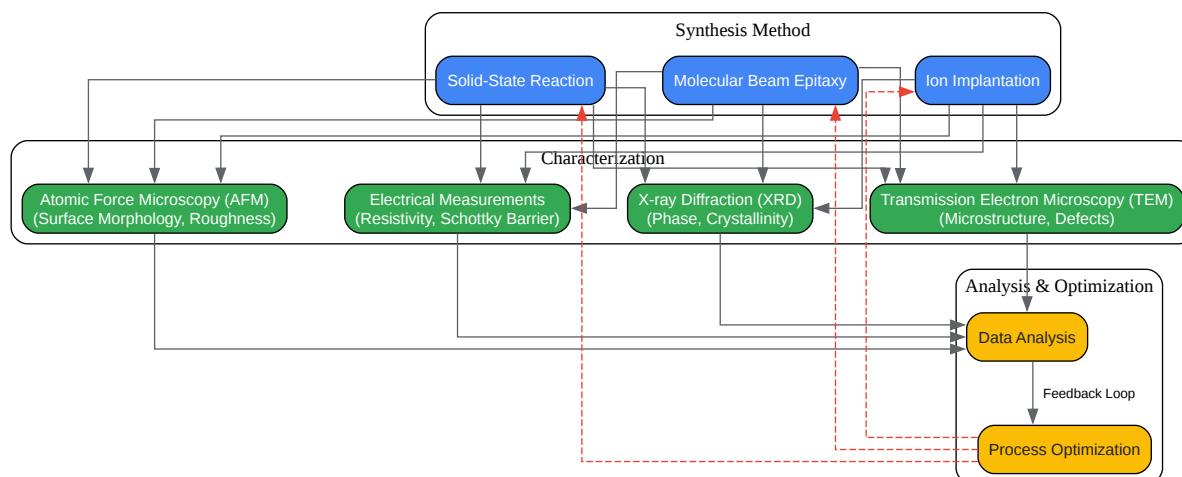 Synthesis Method
Solid-State Reaction
Molecular Beam Epitaxy
Ion Implantation
Characterization
Atomic Force Microscopy (AFM)
(Surface Morphology, Roughness)
Electrical Measurements
(Resistivity, Schottky Barrier)
X-ray Diffraction (XRD)
(Phase, Crystallinity)
Transmission Electron Microscopy (TEM)
(Microstructure, Defects)
Analysis & Optimization
Data Analysis
Feedback Loop
Process Optimization